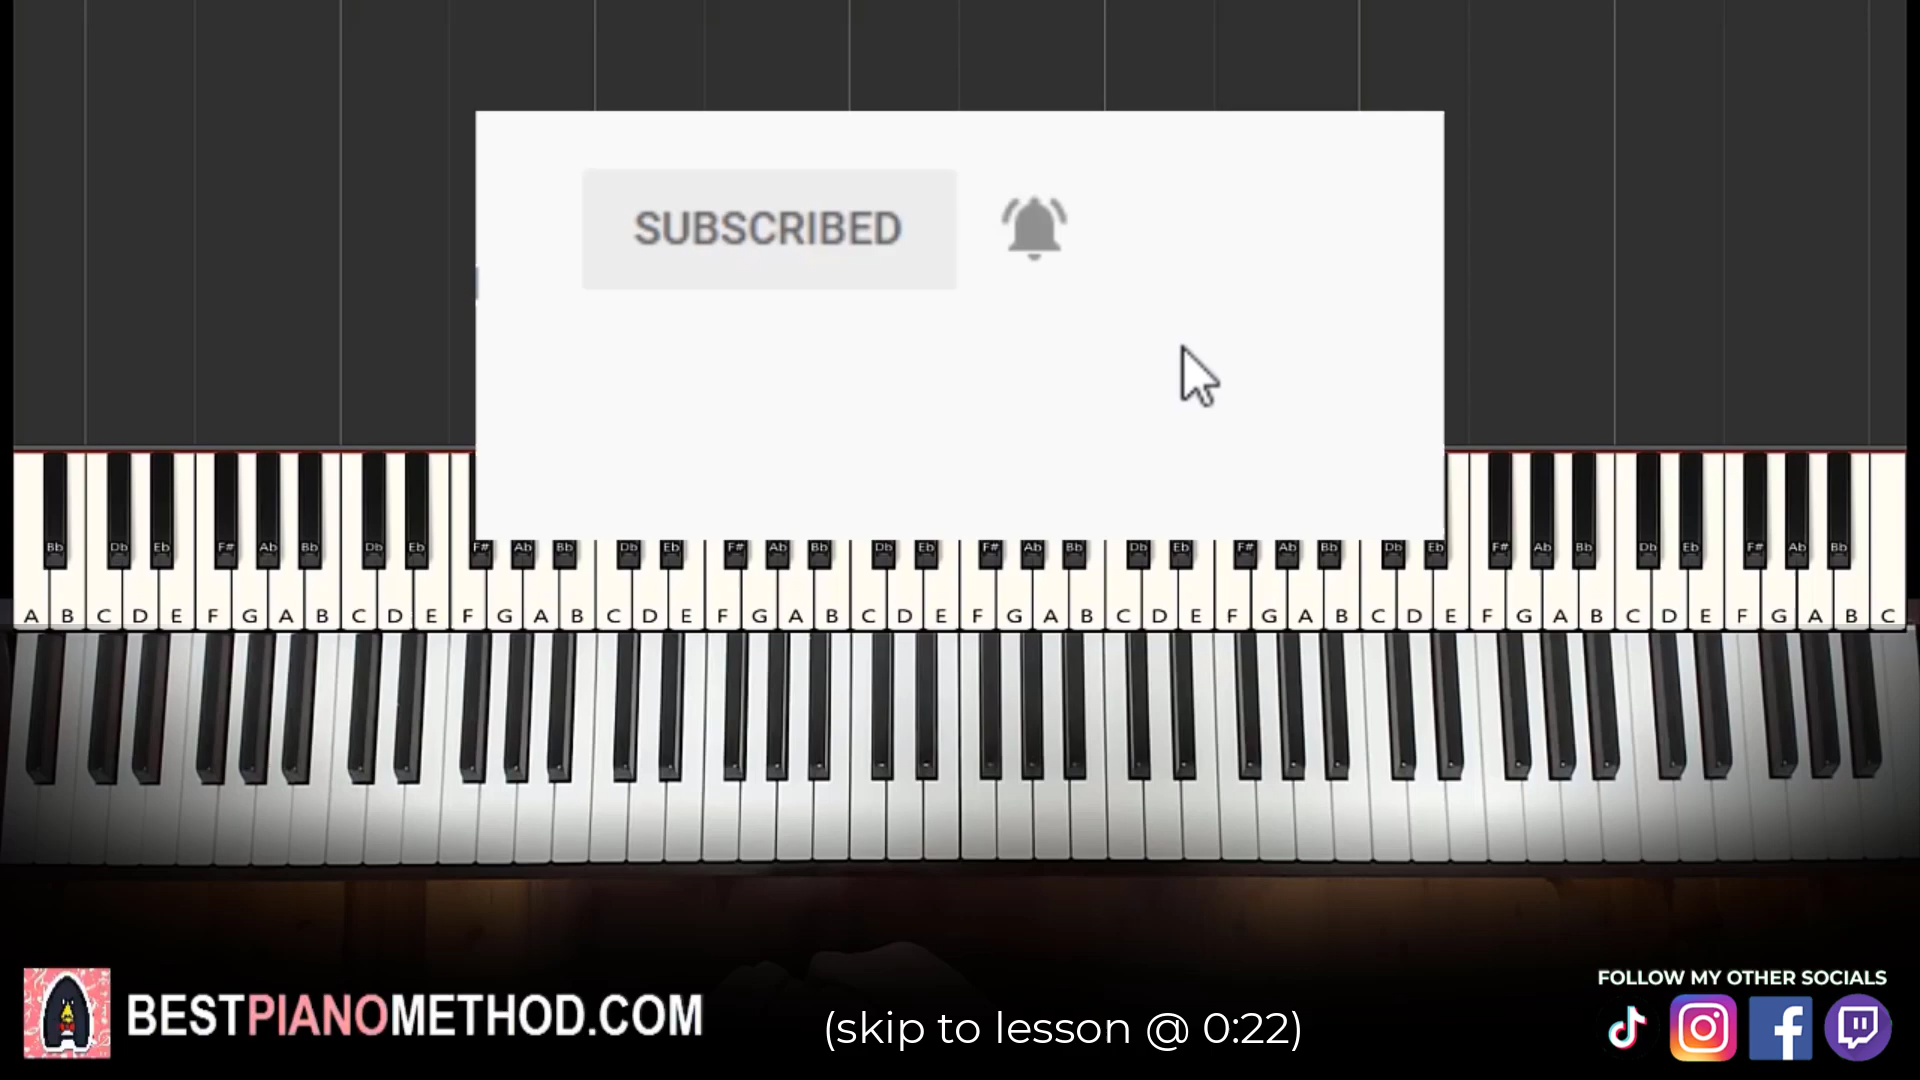 SUBSCRIBED
Bb Db Eb F# Ab Bb Db Eb F# Ab Bb Db Eb F# Ab Bb Db Eb F# Ab Bb Db Eb F# Ab Bb Db Eb F# Ab Bb Db Eb F# Ab Bb
A B C D E F G A B C D E F G A B C D E F G A B C D E F G A B C D E F G A B C D E F G A B C D E F G A B C
FOLLOW MY OTHER SOCIALS
BESTPIANOMETHOD.COM
(skip to lesson @ 0:22)